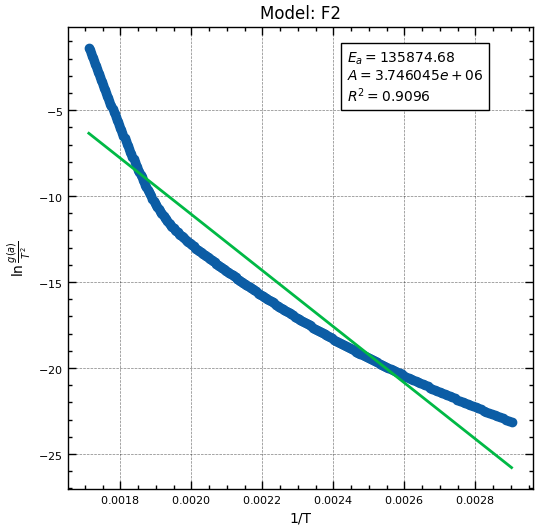 Model: F2
E_a = 135874.68
A = 3.746045e + 06
R^2 = 0.9096
−5
−10
−15
−20
−25
ln g(a)/T^2
0.0018 0.0020 0.0022 0.0024 0.0026 0.0028
1/T